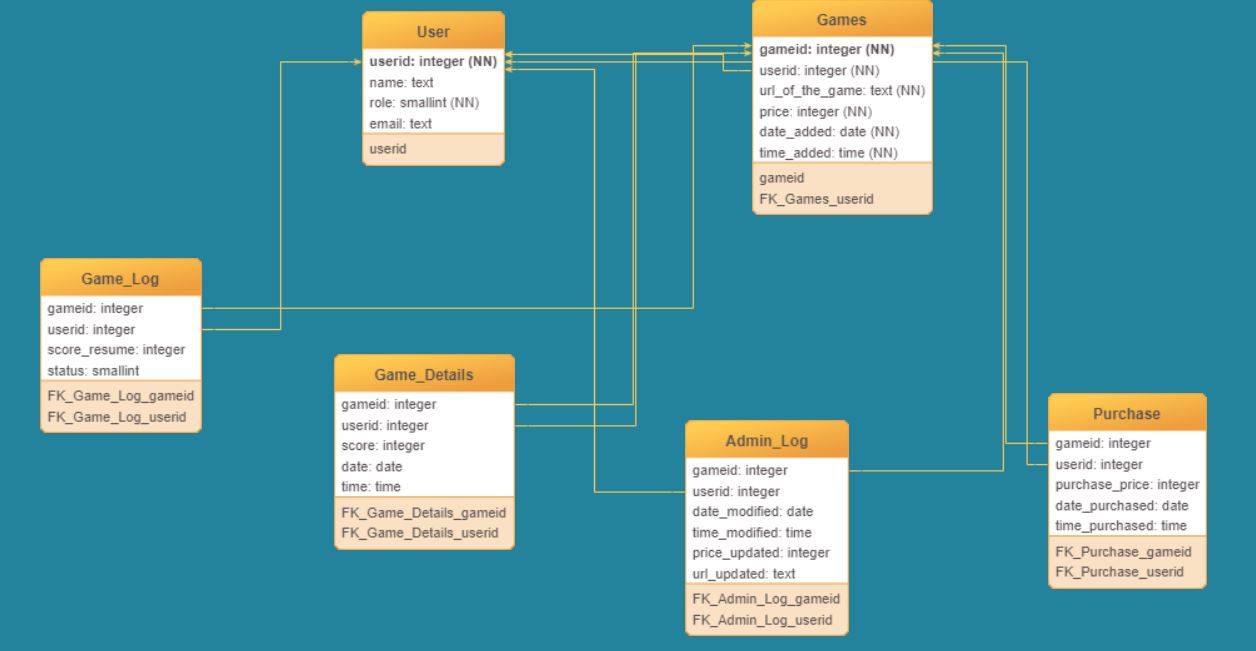 User
userid: integer (NN)
name: text
role: smallint (NN)
email: text
userid
Games
gameid: integer (NN)
userid: integer (NN)
url_of_the_game: text (NN)
price: integer (NN)
date_added: date (NN)
time_added: time (NN)
gameid
FK_Games_userid
Game_Log
gameid: integer
userid: integer
score_resume: integer
status: smallint
FK_Game_Log_gameid
FK_Game_Log_userid
Game_Details
gameid: integer
userid: integer
score: integer
date: date
time: time
FK_Game_Details_gameid
FK_Game_Details_userid
Admin_Log
gameid: integer
userid: integer
date_modified: date
time_modified: time
price_updated: integer
url_updated: text
FK_Admin_Log_gameid
FK_Admin_Log_userid
Purchase
gameid: integer
userid: integer
purchase_price: integer
date_purchased: date
time_purchased: time
FK_Purchase_gameid
FK_Purchase_userid